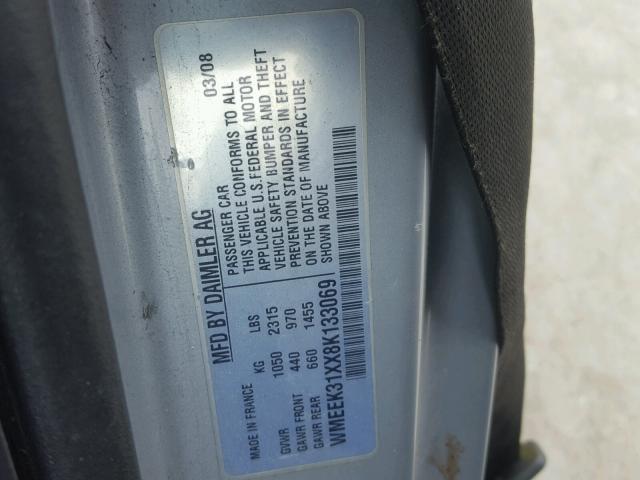 MFD BY DAIMLER AG 03/08
PASSENGER CAR
THIS VEHICLE CONFORMS TO ALL
APPLICABLE U.S.FEDERAL MOTOR
VEHICLE SAFETY BUMPER AND THEFT
PREVENTION STANDARDS IN EFFECT
ON THE DATE OF MANUFACTURE
SHOWN ABOVE
MADE IN FRANCE KG LBS
GVWR 1050 2315
GAWR FRONT 440 970
GAWR REAR 660 1455
WMEEK31XX8K133069